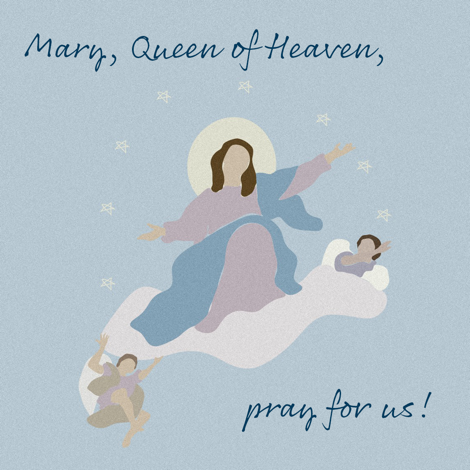 Mary, Queen of Heaven,
pray for us!